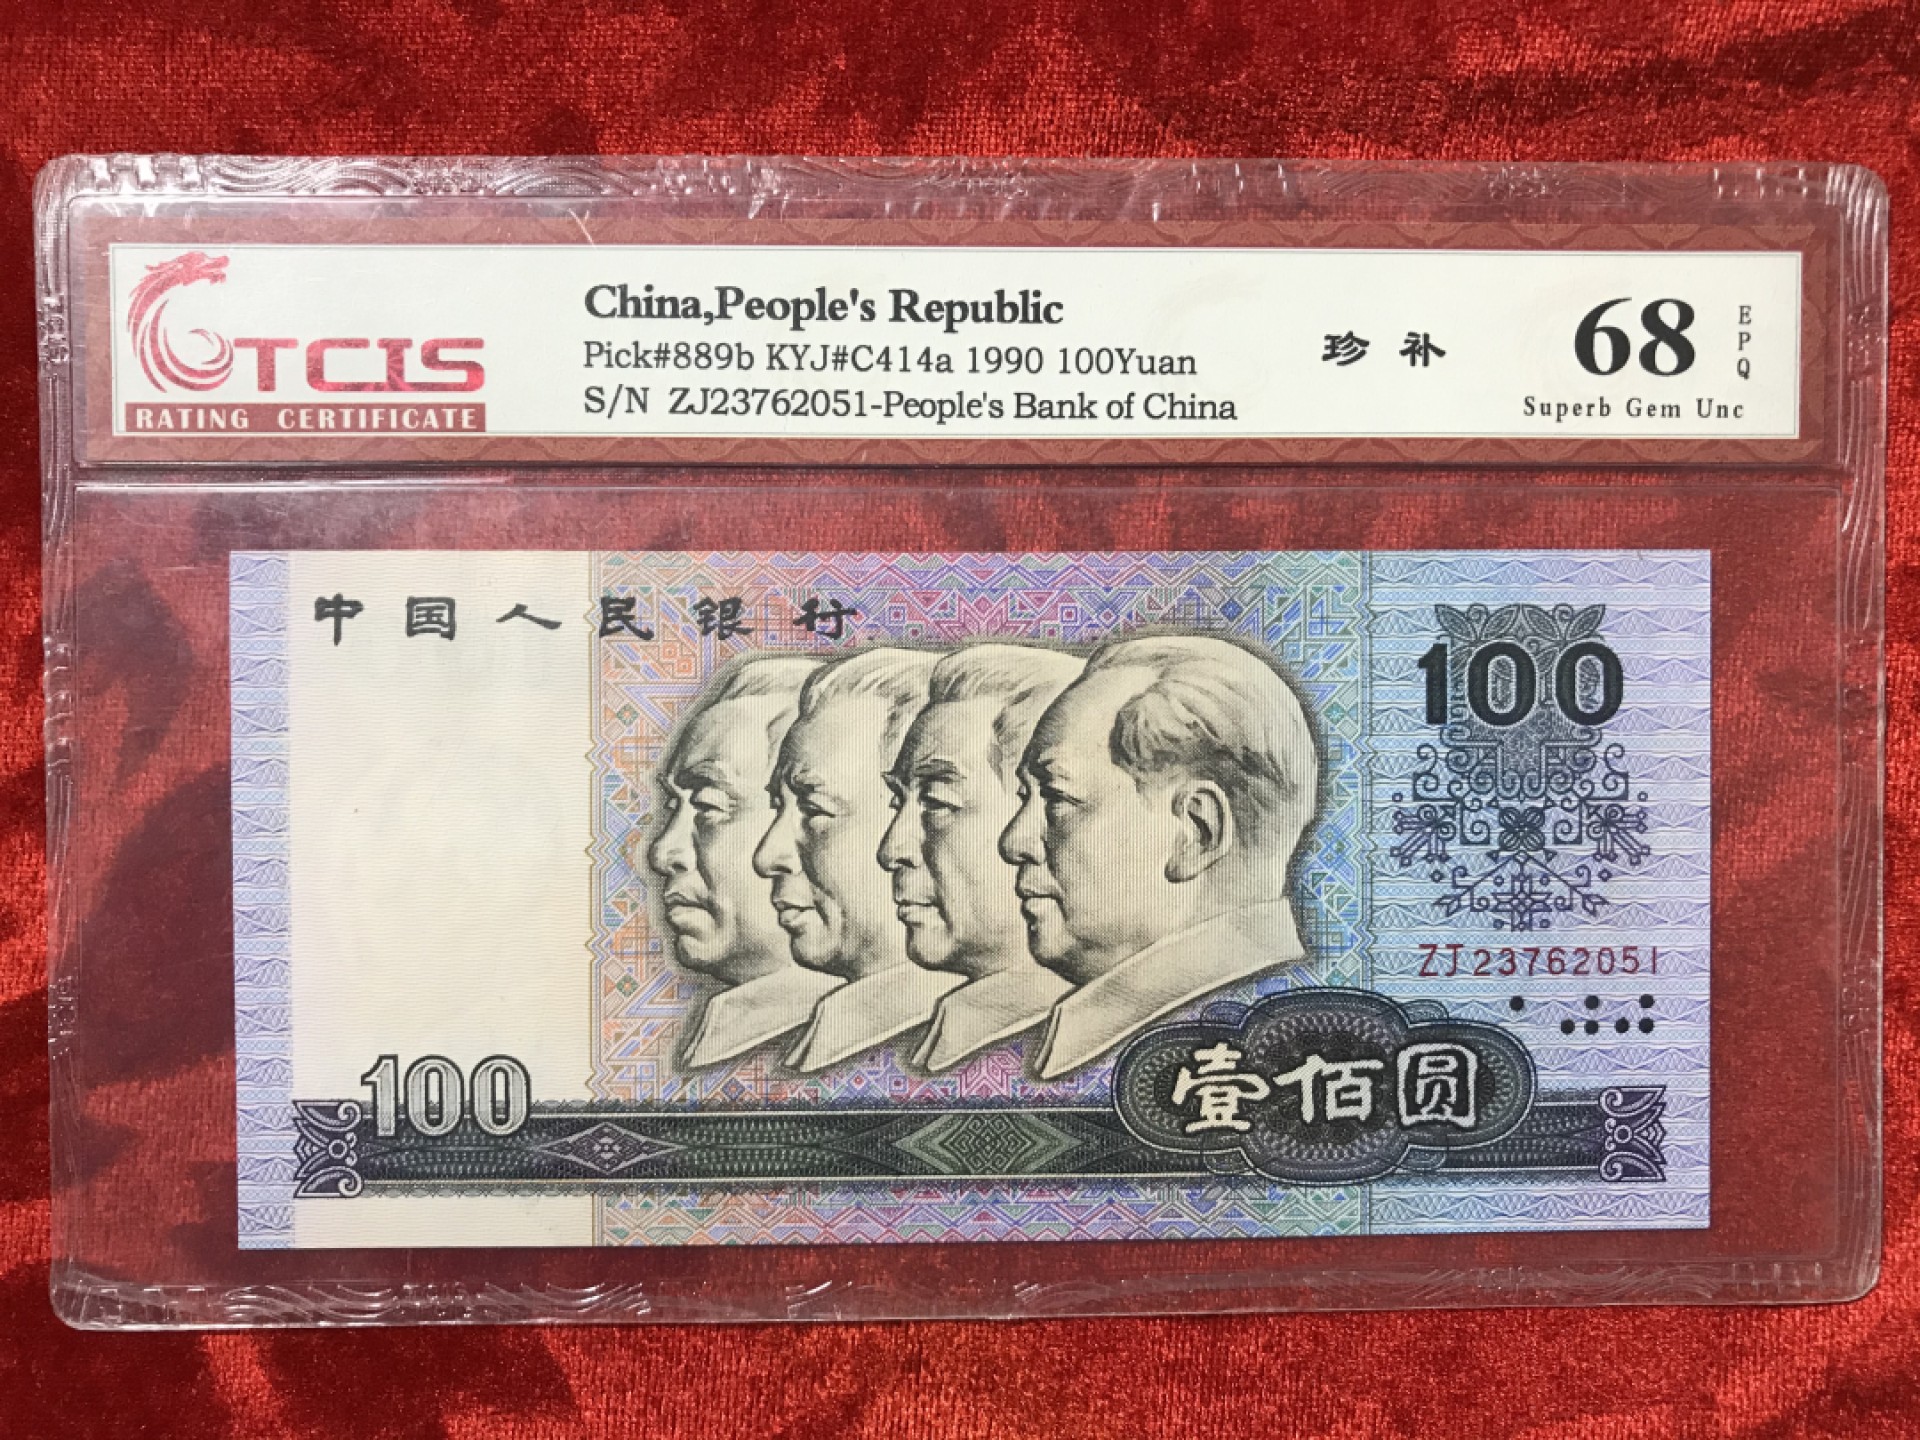 TCIS
RATING CERTIFICATE
China,People's Republic
Pick#889b KYJ#C414a 1990 100Yuan
S/N ZJ23762051-People's Bank of China
珍补
68
EPQ
Superb Gem Unc
中国人民银行
100
ZJ23762051
100
壹佰圆